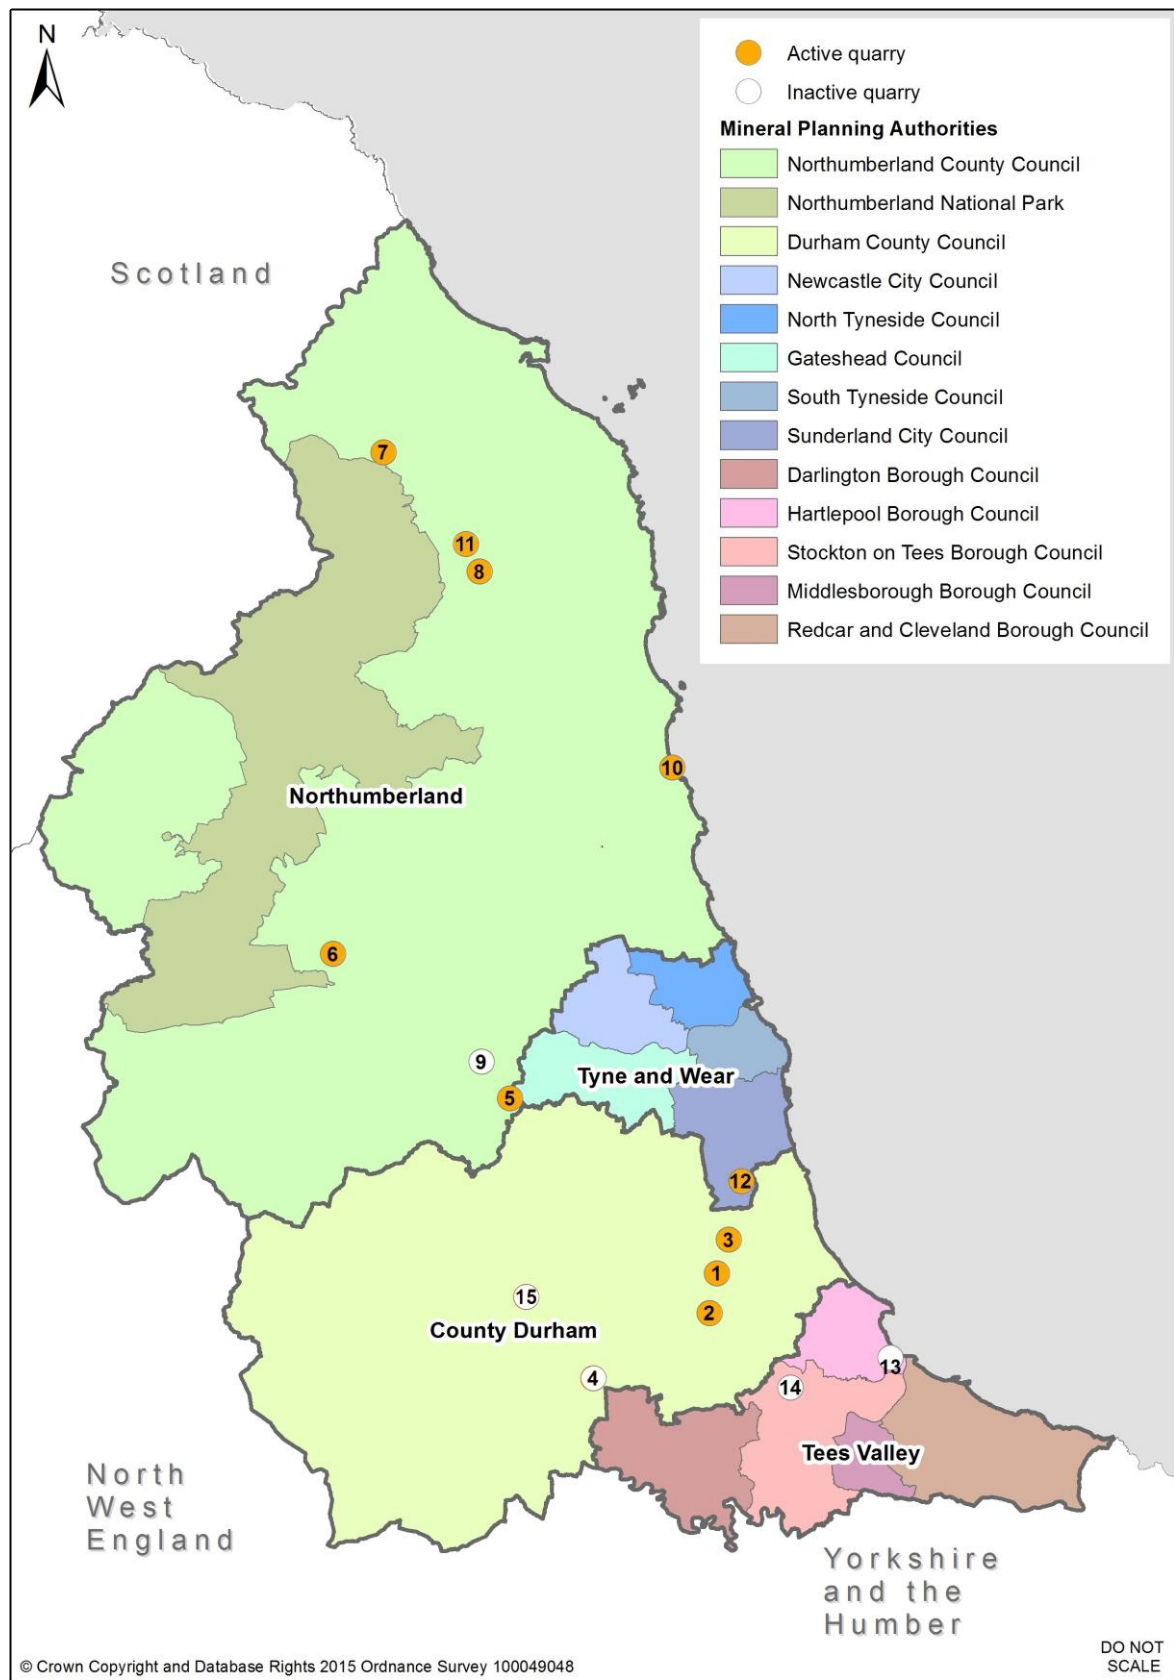 N
Active quarry
Inactive quarry
Mineral Planning Authorities
Northumberland County Council
Northumberland National Park
Durham County Council
Newcastle City Council
North Tyneside Council
Gateshead Council
South Tyneside Council
Sunderland City Council
Darlington Borough Council
Hartlepool Borough Council
Stockton on Tees Borough Council
Middlesborough Borough Council
Redcar and Cleveland Borough Council
Scotland
7
11
8
10
Northumberland
6
9
5
Tyne and Wear
12
3
1
15
2
County Durham
13
4
14
Tees Valley
North
West
England
Yorkshire
and the
Humber
© Crown Copyright and Database Rights 2015 Ordnance Survey 100049048
DO NOT
SCALE